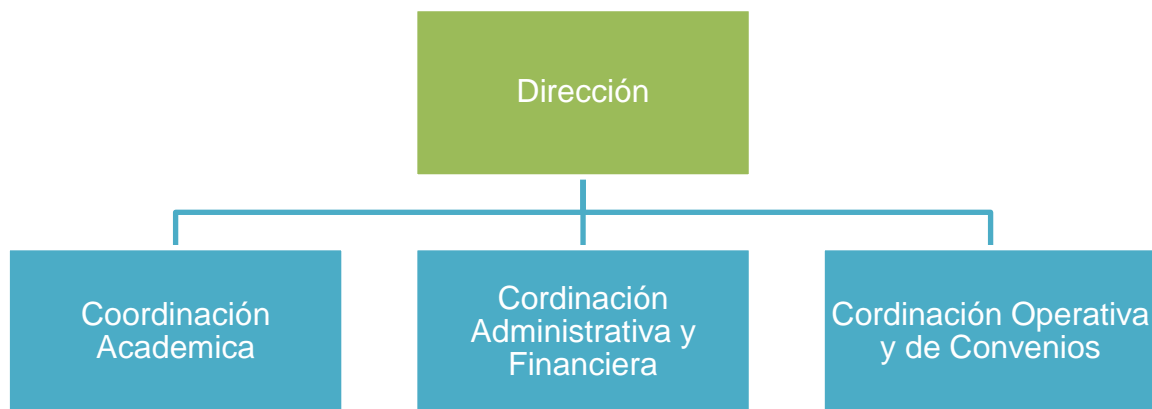 Dirección
Coordinación
Academica
Cordinación
Administrativa y
Financiera
Cordinación Operativa
y de Convenios